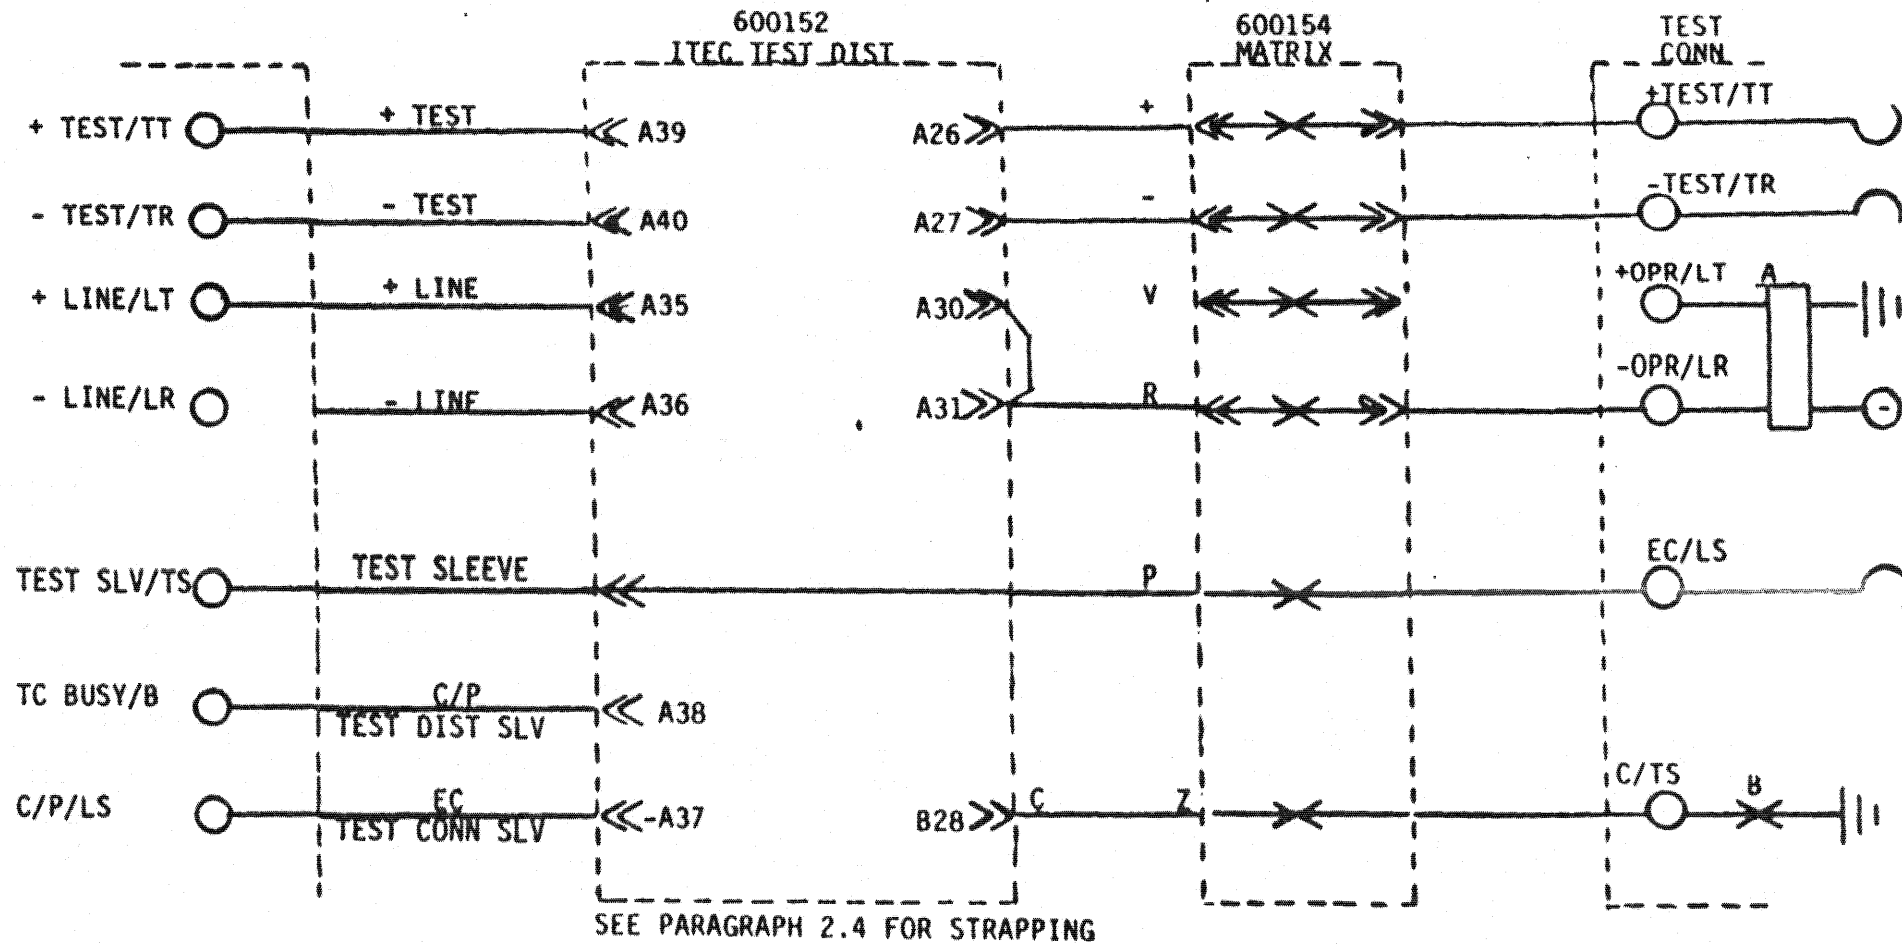 600152
ITEC TEST DIST
600154
MATRIX
TEST
CONN
+ TEST/TT
+ TEST
A39
A26
+
+TEST/TT
- TEST/TR
- TEST
A40
A27
-
-TEST/TR
+ LINE/LT
+ LINE
A35
A30
V
+OPR/LT
A
- LINE/LR
- LINE
A36
A31
R
-OPR/LR
-
TEST SLV/TS
TEST SLEEVE
P
EC/LS
TC BUSY/B
C/P
TEST DIST SLV
A38
C/P/LS
EC
TEST CONN SLV
-A37
B28
C
Z
C/TS
B
SEE PARAGRAPH 2.4 FOR STRAPPING